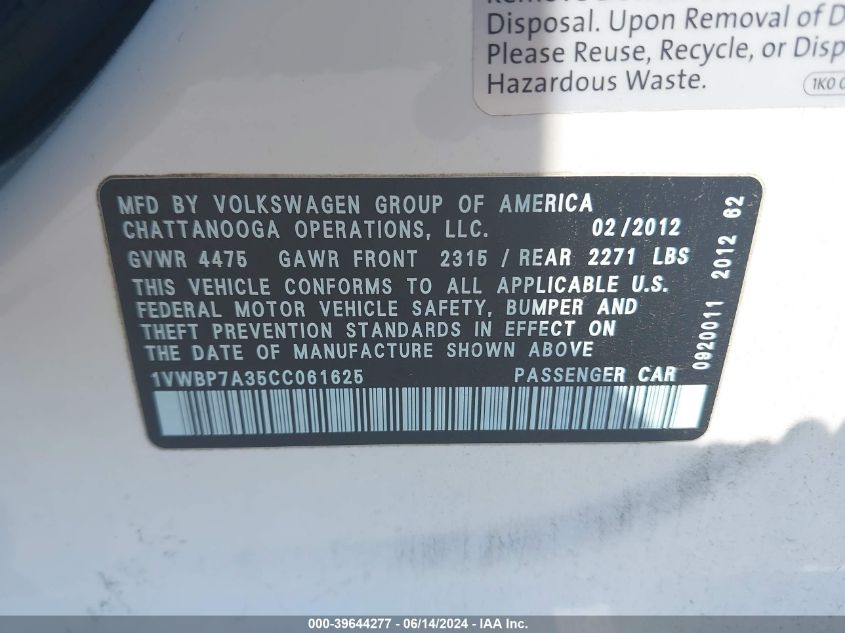 Disposal. Upon Removal of D
Please Reuse, Recycle, or Disp
Hazardous Waste.
1K0
MFD BY VOLKSWAGEN GROUP OF AMERICA
CHATTANOOGA OPERATIONS, LLC. 02/2012
GVWR 4475 GAWR FRONT 2315 / REAR 2271 LBS
THIS VEHICLE CONFORMS TO ALL APPLICABLE U.S.
FEDERAL MOTOR VEHICLE SAFETY, BUMPER AND
THEFT PREVENTION STANDARDS IN EFFECT ON
THE DATE OF MANUFACTURE SHOWN ABOVE
1VWBP7A35CC061625 PASSENGER CAR
0920011 2012 62
000-39644277 - 06/14/2024 - IAA Inc.